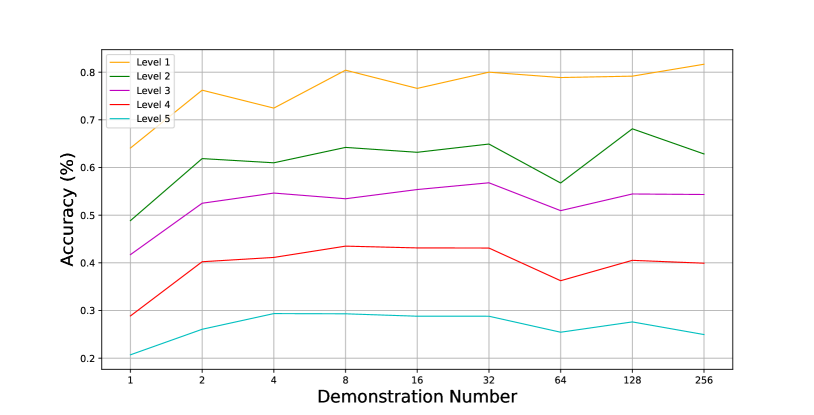 Level 1
Level 2
Level 3
Level 4
Level 5
0.8
0.7
0.6
0.5
0.4
0.3
0.2
Accuracy (%)
1 2 4 8 16 32 64 128 256
Demonstration Number